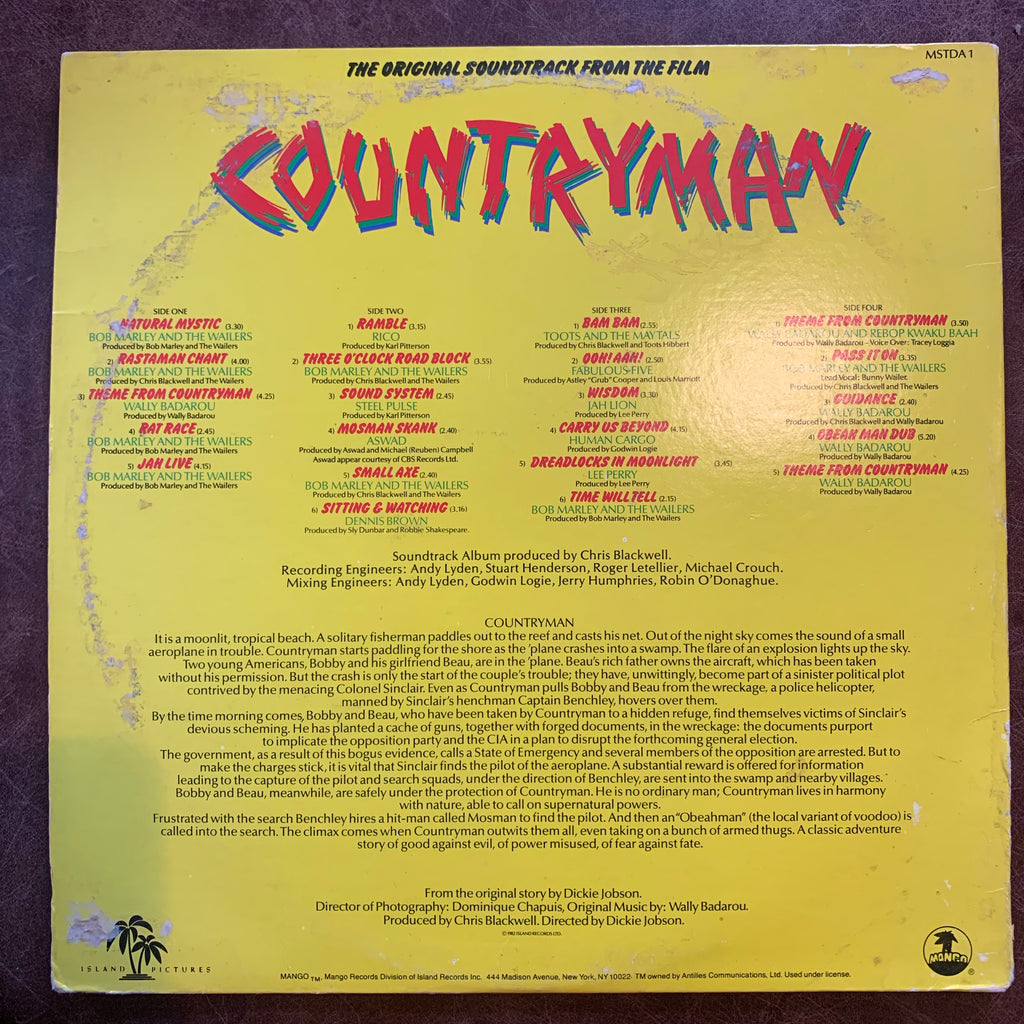 MSTDA 1
THE ORIGINAL SOUNDTRACK FROM THE FILM
COUNTRYMAN
SIDE ONE
1) NATURAL MYSTIC (3.30)
BOB MARLEY AND THE WAILERS
Produced by Bob Marley and The Wailers
2) RASTAMAN CHANT (4.00)
BOB MARLEY AND THE WAILERS
Produced by Chris Blackwell and The Wailers
3) THEME FROM COUNTRYMAN (4.25)
WALLY BADAROU
Produced by Wally Badarou
4) RAT RACE (2.45)
BOB MARLEY AND THE WAILERS
Produced by Bob Marley and The Wailers
5) JAH LIVE (4.15)
BOB MARLEY AND THE WAILERS
Produced by Bob Marley and The Wailers
SIDE TWO
1) RAMBLE (3.15)
RICO
Produced by Karl Pitterson
2) THREE O'CLOCK ROAD BLOCK (3.55)
BOB MARLEY AND THE WAILERS
Produced by Chris Blackwell and The Wailers
3) SOUND SYSTEM (2.45)
STEEL PULSE
Produced by Karl Pitterson
4) MOSMAN SKANK (2.40)
ASWAD
Produced by Aswad and Michael (Reuben) Campbell
Aswad appear courtesy of CBS Records Ltd.
5) SMALL AXE (2.40)
BOB MARLEY AND THE WAILERS
Produced by Chris Blackwell and The Wailers
6) SITTING & WATCHING (3.16)
DENNIS BROWN
Produced by Sly Dunbar and Robbie Shakespeare.
SIDE THREE
1) BAM BAM (2.55)
TOOTS AND THE MAYTALS
Produced by Chris Blackwell and Toots Hibbert
2) OOH! AAH! (2.50)
FABULOUS-FIVE
Produced by Astley "Grub" Cooper and Louis Marriott
3) WISDOM (3.30)
JAH LION
Produced by Lee Perry
4) CARRY US BEYOND (4.15)
HUMAN CARGO
Produced by Godwin Logie
5) DREADLOCKS IN MOONLIGHT (3.45)
LEE PERRY
Produced by Lee Perry
6) TIME WILL TELL (2.15)
BOB MARLEY AND THE WAILERS
Produced by Bob Marley and The Wailers
SIDE FOUR
1) THEME FROM COUNTRYMAN (3.50)
WALLY BADAROU AND REBOP KWAKU BAAH
Produced by Wally Badarou - Voice Over: Tracey Loggia
2) PASS IT ON (3.35)
BOB MARLEY AND THE WAILERS
Lead Vocal: Bunny Wailer.
Produced by Chris Blackwell and The Wailers
3) GUIDANCE (2.40)
WALLY BADAROU
Produced by Chris Blackwell and Wally Badarou
4) OBEAH MAN DUB (5.20)
WALLY BADAROU
Produced by Wally Badarou
5) THEME FROM COUNTRYMAN (4.25)
WALLY BADAROU
Produced by Wally Badarou
Soundtrack Album produced by Chris Blackwell.
Recording Engineers: Andy Lyden, Stuart Henderson, Roger Letellier, Michael Crouch.
Mixing Engineers: Andy Lyden, Godwin Logie, Jerry Humphries, Robin O'Donaghue.
COUNTRYMAN
It is a moonlit, tropical beach. A solitary fisherman paddles out to the reef and casts his net. Out of the night sky comes the sound of a small
aeroplane in trouble. Countryman starts paddling for the shore as the 'plane crashes into a swamp. The flare of an explosion lights up the sky.
Two young Americans, Bobby and his girlfriend Beau, are in the 'plane. Beau's rich father owns the aircraft, which has been taken
without his permission. But the crash is only the start of the couple's trouble; they have, unwittingly, become part of a sinister political plot
contrived by the menacing Colonel Sinclair. Even as Countryman pulls Bobby and Beau from the wreckage, a police helicopter,
manned by Sinclair's henchman Captain Benchley, hovers over them.
By the time morning comes, Bobby and Beau, who have been taken by Countryman to a hidden refuge, find themselves victims of Sinclair's
devious scheming. He has planted a cache of guns, together with forged documents, in the wreckage: the documents purport
to implicate the opposition party and the CIA in a plan to disrupt the forthcoming general election.
The government, as a result of this bogus evidence, calls a State of Emergency and several members of the opposition are arrested. But to
make the charges stick, it is vital that Sinclair finds the pilot of the aeroplane. A substantial reward is offered for information
leading to the capture of the pilot and search squads, under the direction of Benchley, are sent into the swamp and nearby villages.
Bobby and Beau, meanwhile, are safely under the protection of Countryman. He is no ordinary man; Countryman lives in harmony
with nature, able to call on supernatural powers.
Frustrated with the search Benchley hires a hit-man called Mosman to find the pilot. And then an "Obeahman" (the local variant of voodoo) is
called into the search. The climax comes when Countryman outwits them all, even taking on a bunch of armed thugs. A classic adventure
story of good against evil, of power misused, of fear against fate.
From the original story by Dickie Jobson.
Director of Photography: Dominique Chapuis, Original Music by: Wally Badarou.
Produced by Chris Blackwell. Directed by Dickie Jobson.
© 1982 ISLAND RECORDS LTD.
ISLAND PICTURES
MANGO TM, Mango Records Division of Island Records Inc. 444 Madison Avenue, New York, NY 10022. TM owned by Antilles Communications, Ltd. Used under license.
MANGO ®